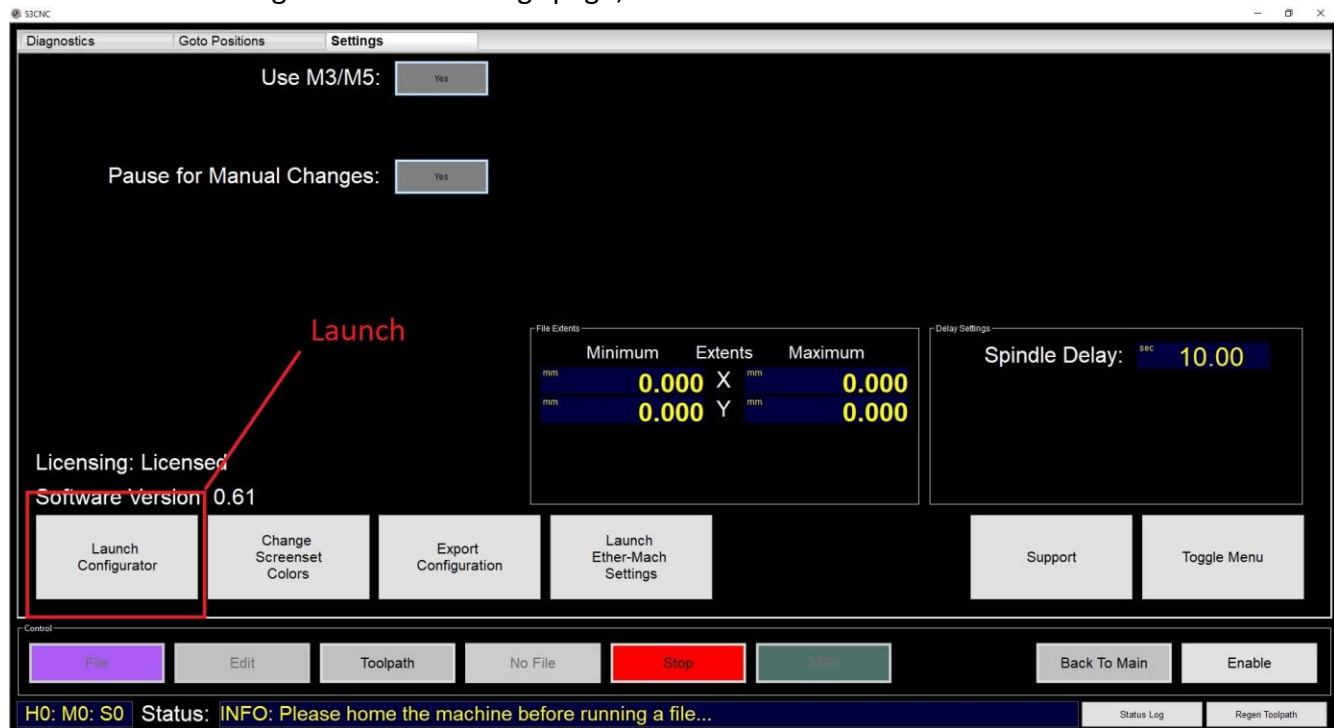 S3CNC
Diagnostics Goto Positions Settings
Use M3/M5: Yes
Pause for Manual Changes: Yes
Launch
File Extents
Minimum Extents Maximum
mm 0.000 X mm 0.000
mm 0.000 Y mm 0.000
Delay Settings
Spindle Delay: sec 10.00
Licensing: Licensed
Software Version 0.61
Launch
Configurator
Change
Screenset
Colors
Export
Configuration
Launch
Ether-Mach
Settings
Support
Toggle Menu
Control
File Edit Toolpath No File Stop MDI Back To Main Enable
H0: M0: S0 Status: INFO: Please home the machine before running a file... Status Log Regen Toolpath